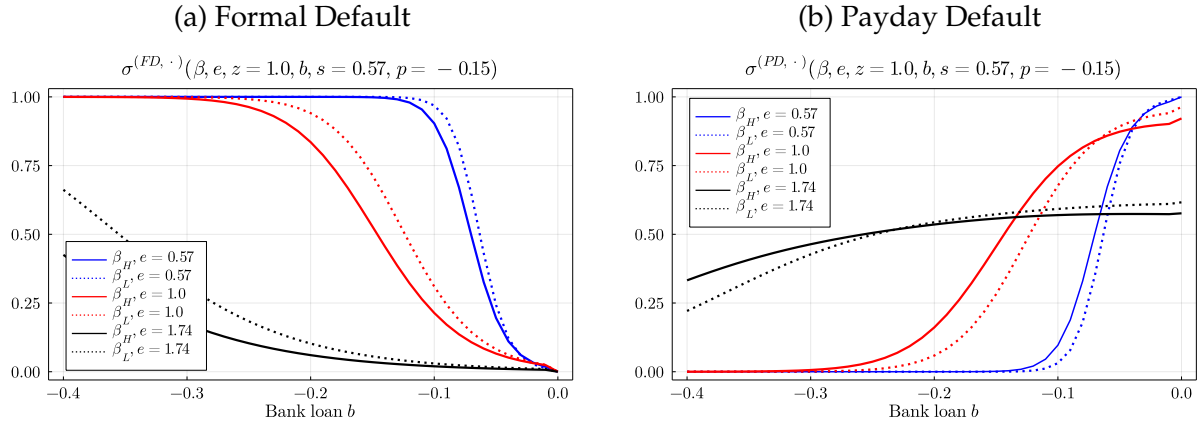 (a) Formal Default
σ^(FD, ·)(β, e, z = 1.0, b, s = 0.57, p = − 0.15)
1.00
0.75
0.50
0.25
0.00
β_H, e = 0.57
β_L, e = 0.57
β_H, e = 1.0
β_L, e = 1.0
β_H, e = 1.74
β_L, e = 1.74
−0.4 −0.3 −0.2 −0.1 0.0
Bank loan b
(b) Payday Default
σ^(PD, ·)(β, e, z = 1.0, b, s = 0.57, p = − 0.15)
1.00
0.75
0.50
0.25
0.00
β_H, e = 0.57
β_L, e = 0.57
β_H, e = 1.0
β_L, e = 1.0
β_H, e = 1.74
β_L, e = 1.74
−0.4 −0.3 −0.2 −0.1 0.0
Bank loan b